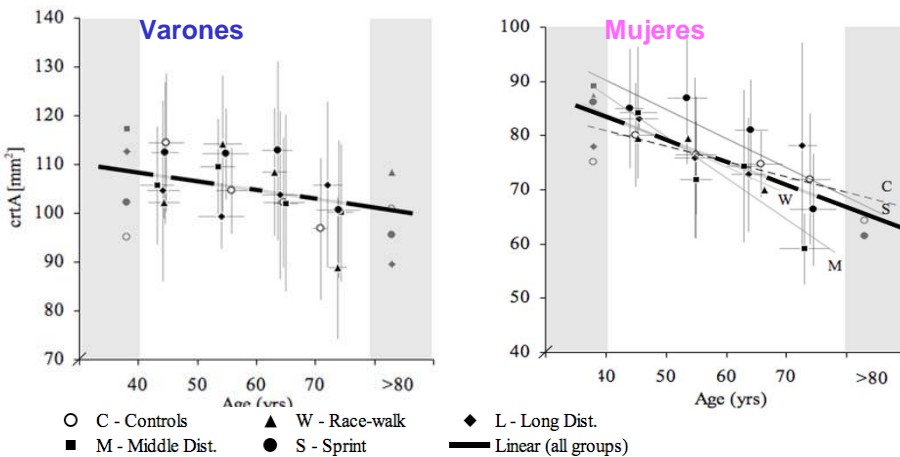 Varones
Mujeres
140
130
120
110
100
90
80
70
crtA [mm²]
40
50
60
70
>80
Age (yrs)
100
90
80
70
60
50
40
C
S
W
M
40
50
60
70
>80
Age (yrs)
C - Controls
W - Race-walk
L - Long Dist.
M - Middle Dist.
S - Sprint
Linear (all groups)